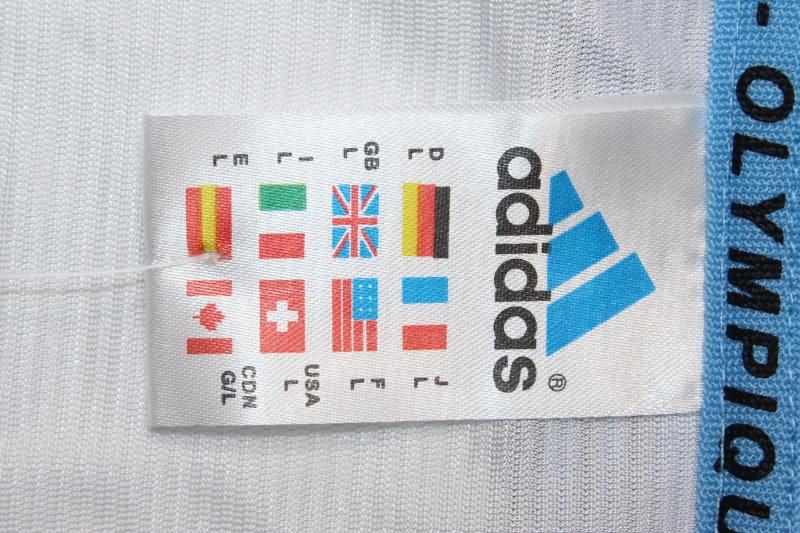 - OLYMPIQU
adidas ®
D J
L L
GB F
L L
I USA
L L
E CDN
L G/L